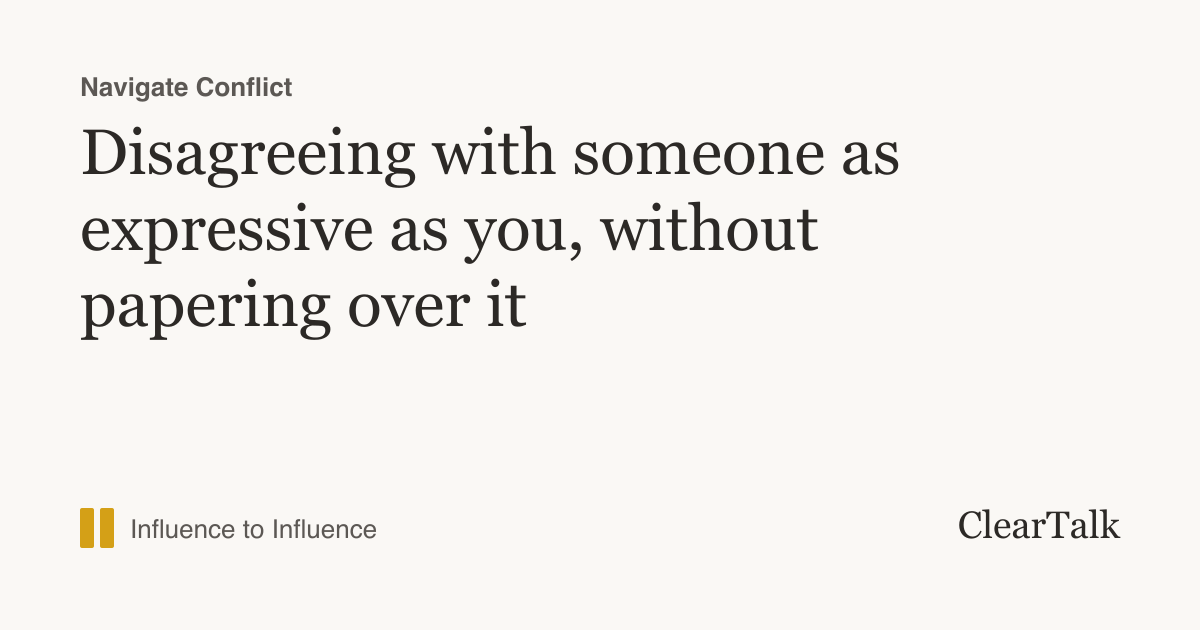 Navigate Conflict
Disagreeing with someone as
expressive as you, without
papering over it
Influence to Influence
ClearTalk